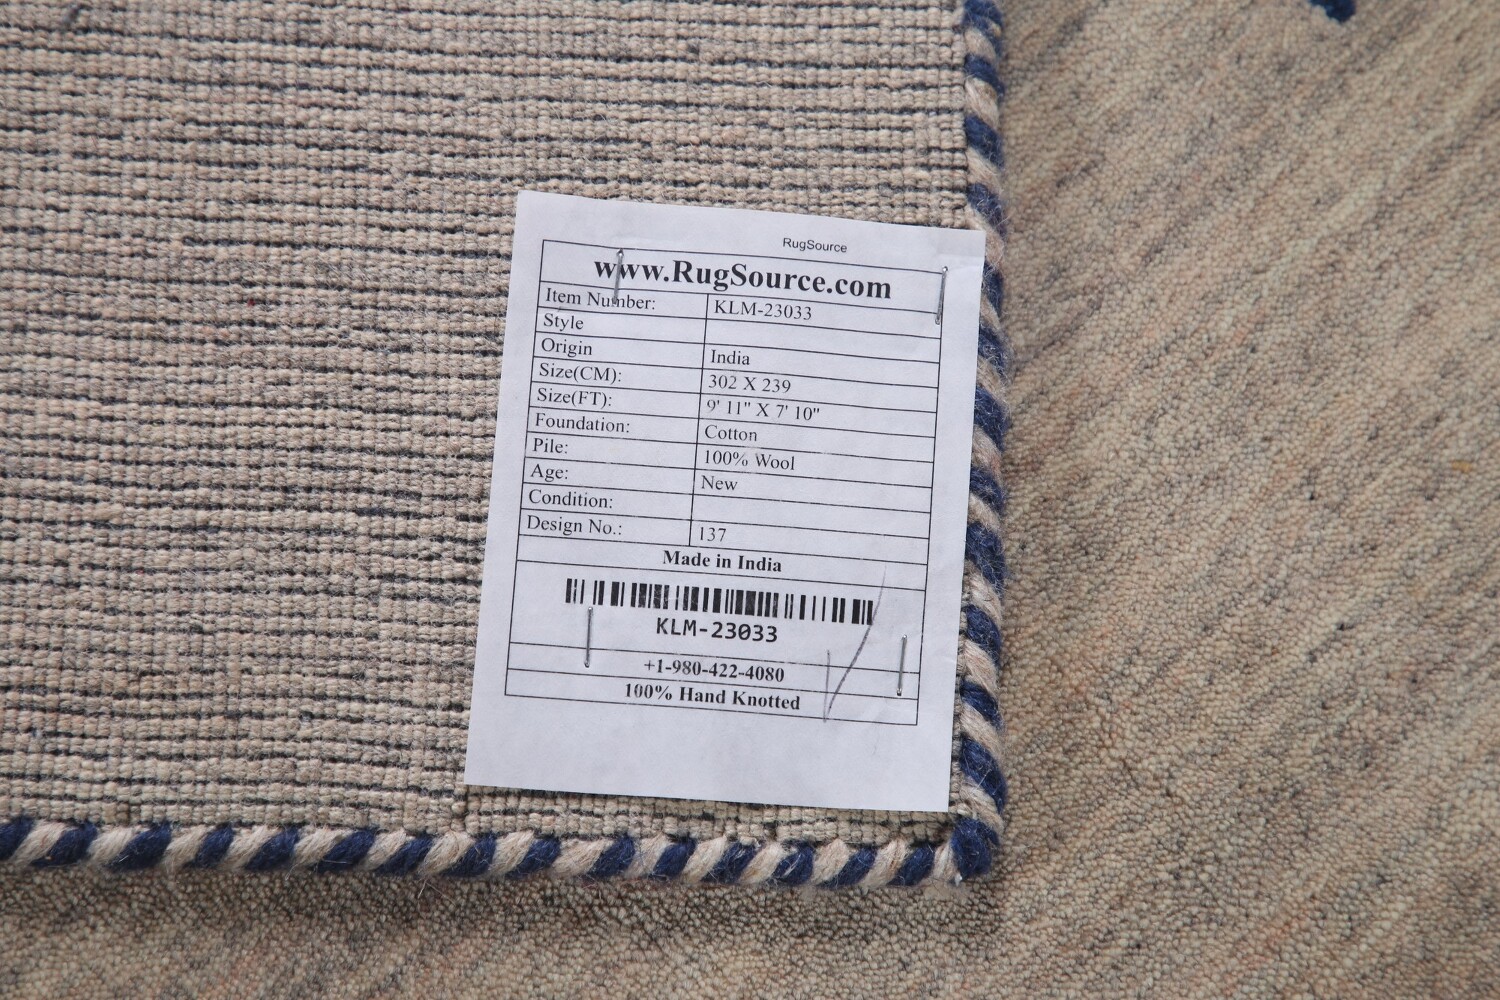 RugSource
www.RugSource.com
Item Number: KLM-23033
Style
Origin India
Size(CM): 302 X 239
Size(FT): 9' 11" X 7' 10"
Foundation: Cotton
Pile: 100% Wool
Age: New
Condition:
Design No.: 137
Made in India
KLM-23033
+1-980-422-4080
100% Hand Knotted